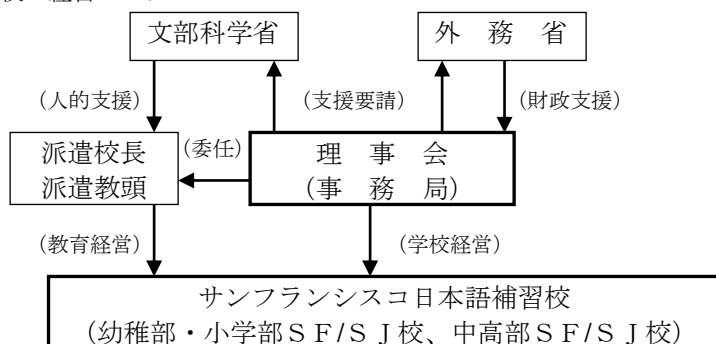 文部科学省
外務省
(人的支援)
(支援要請)
(財政支援)
派遣校長
派遣教頭
(委任)
理事会
(事務局)
(教育経営)
(学校経営)
サンフランシスコ日本語補習校
(幼稚部・小学部ＳＦ/ＳＪ校、中高部ＳＦ/ＳＪ校)